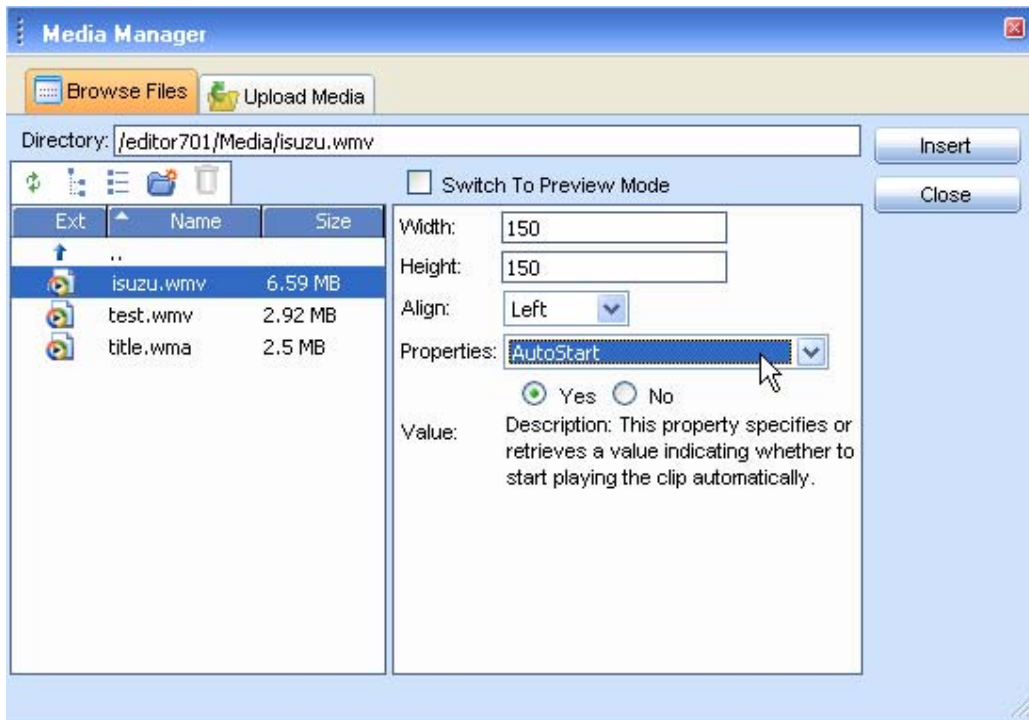 Media Manager
Browse Files
Upload Media
Directory: /editor701/Media/isuzu.wmv
Insert
Close
Switch To Preview Mode
Ext Name Size
..
isuzu.wmv 6.59 MB
test.wmv 2.92 MB
title.wma 2.5 MB
Width: 150
Height: 150
Align: Left
Properties: AutoStart
Yes No
Value:
Description: This property specifies or
retrieves a value indicating whether to
start playing the clip automatically.